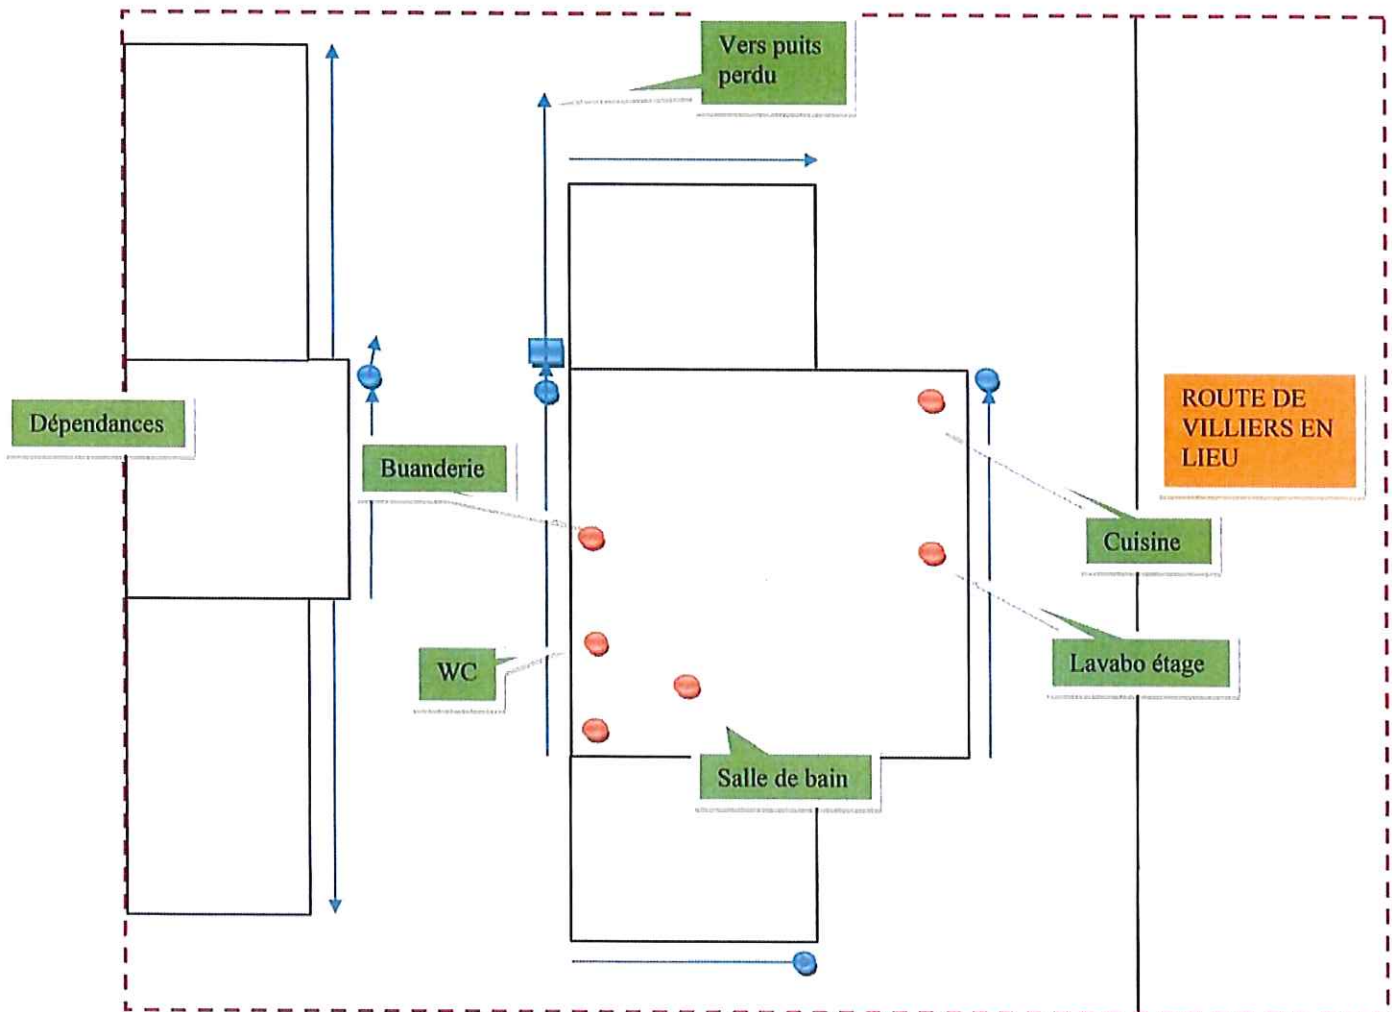 Vers puits
perdu
Dépendances
ROUTE DE
VILLIERS EN
LIEU
Buanderie
Cuisine
WC
Lavabo étage
Salle de bain